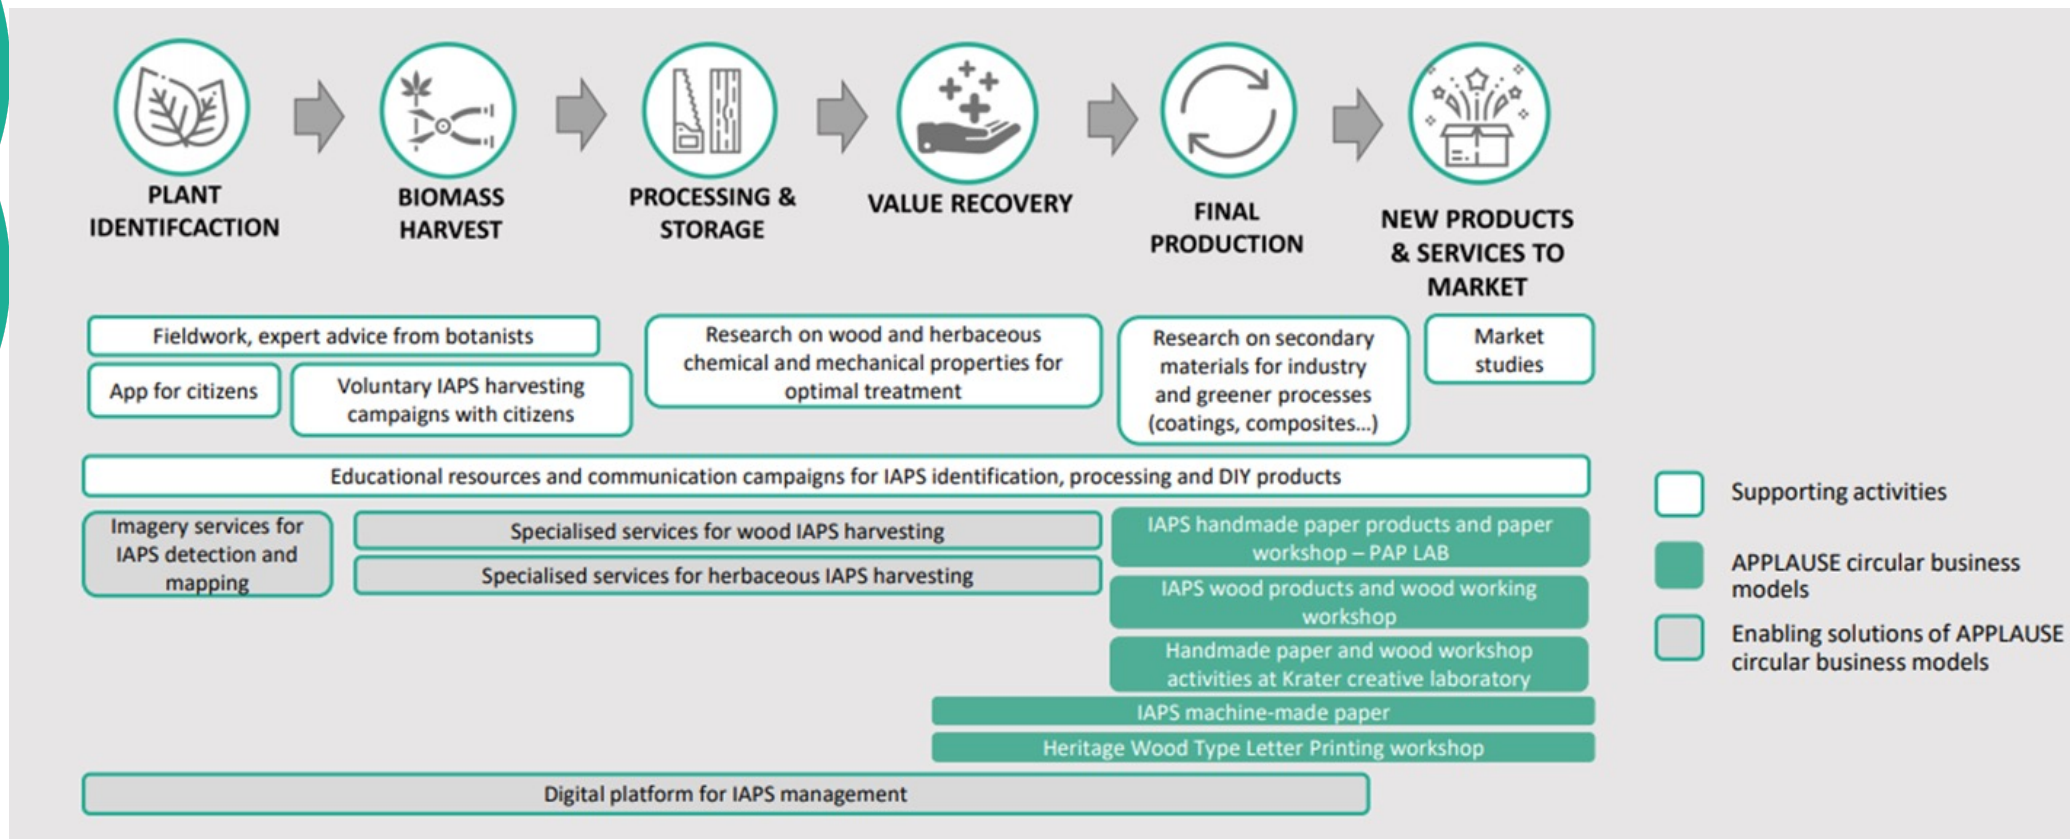 PLANT
IDENTIFCACTION
BIOMASS
HARVEST
PROCESSING &
STORAGE
VALUE RECOVERY
FINAL
PRODUCTION
NEW PRODUCTS
& SERVICES TO
MARKET
Fieldwork, expert advice from botanists
App for citizens
Voluntary IAPS harvesting
campaigns with citizens
Research on wood and herbaceous
chemical and mechanical properties for
optimal treatment
Research on secondary
materials for industry
and greener processes
(coatings, composites...)
Market
studies
Educational resources and communication campaigns for IAPS identification, processing and DIY products
Imagery services for
IAPS detection and
mapping
Specialised services for wood IAPS harvesting
Specialised services for herbaceous IAPS harvesting
IAPS handmade paper products and paper
workshop – PAP LAB
IAPS wood products and wood working
workshop
Handmade paper and wood workshop
activities at Krater creative laboratory
IAPS machine-made paper
Heritage Wood Type Letter Printing workshop
Digital platform for IAPS management
Supporting activities
APPLAUSE circular business
models
Enabling solutions of APPLAUSE
circular business models